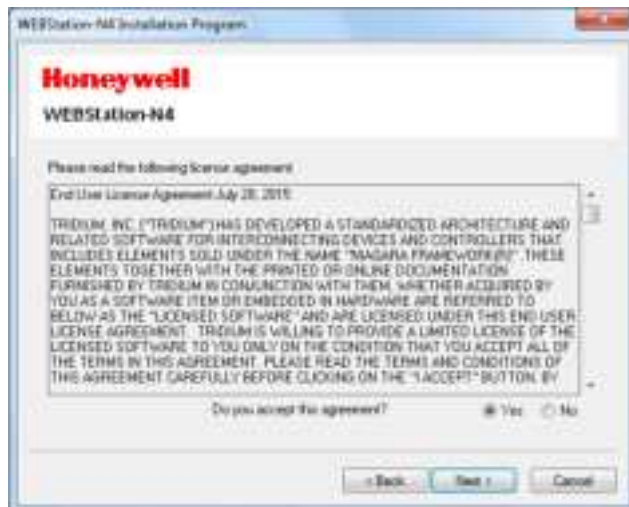 WEBStation-N4 Installation Program
Honeywell
WEBStation-N4
Please read the following license agreement
End User License Agreement July 28, 2015
TRIDIUM, INC. ("TRIDIUM") HAS DEVELOPED A STANDARDIZED ARCHITECTURE AND
RELATED SOFTWARE FOR INTERCONNECTING DEVICES AND CONTROLLERS THAT
INCLUDES ELEMENTS SOLD UNDER THE NAME "NIAGARA FRAMEWORK(R)". THESE
ELEMENTS TOGETHER WITH THE PRINTED OR ONLINE DOCUMENTATION
FURNISHED BY TRIDIUM IN CONJUNCTION WITH THEM, WHETHER ACQUIRED BY
YOU AS A SOFTWARE ITEM OR EMBEDDED IN HARDWARE ARE REFERRED TO
BELOW AS THE "LICENSED SOFTWARE" AND ARE LICENSED UNDER THIS END USER
LICENSE AGREEMENT. TRIDIUM IS WILLING TO PROVIDE A LIMITED LICENSE OF THE
LICENSED SOFTWARE TO YOU ONLY ON THE CONDITION THAT YOU ACCEPT ALL OF
THE TERMS IN THIS AGREEMENT. PLEASE READ THE TERMS AND CONDITIONS OF
THIS AGREEMENT CAREFULLY BEFORE CLICKING ON THE "I ACCEPT" BUTTON. BY
Do you accept this agreement?
Yes No
< Back Next > Cancel